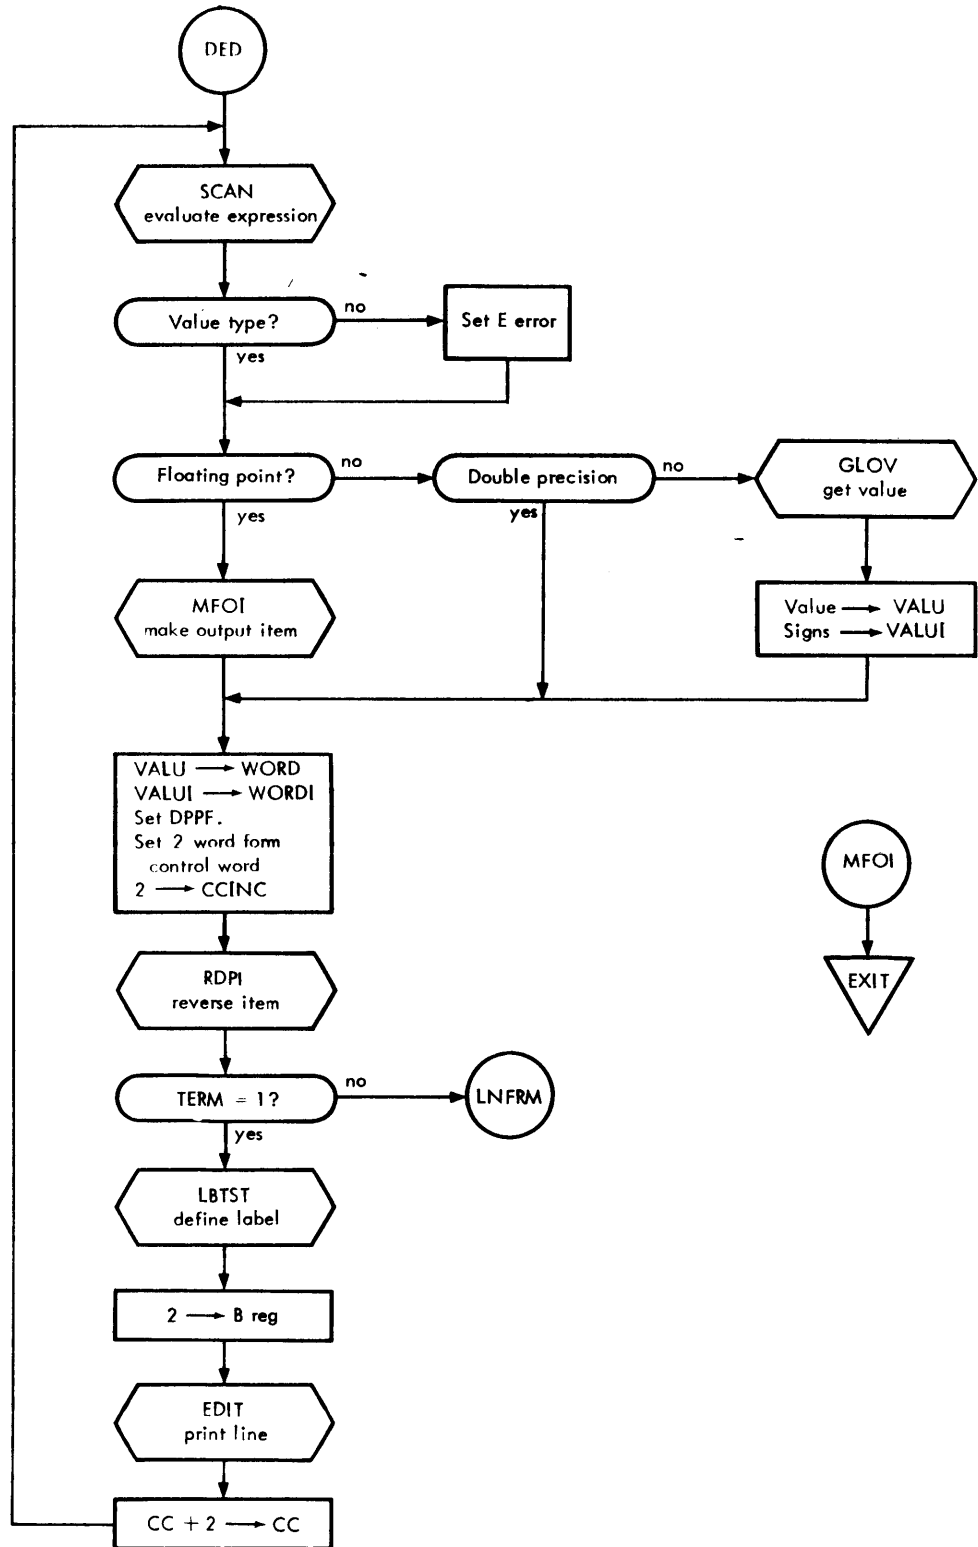 DED
SCAN
evaluate expression
Value type?
no
Set E error
yes
Floating point?
no
Double precision
no
GLOV
get value
yes
yes
MFOI
make output item
Value → VALU
Signs → VALUI
VALU → WORD
VALUI → WORDI
Set DPPF.
Set 2 word form
control word
2 → CCINC
MFOI
EXIT
RDPI
reverse item
TERM = 1?
no
LNFRM
yes
LBTST
define label
2 → B reg
EDIT
print line
CC + 2 → CC